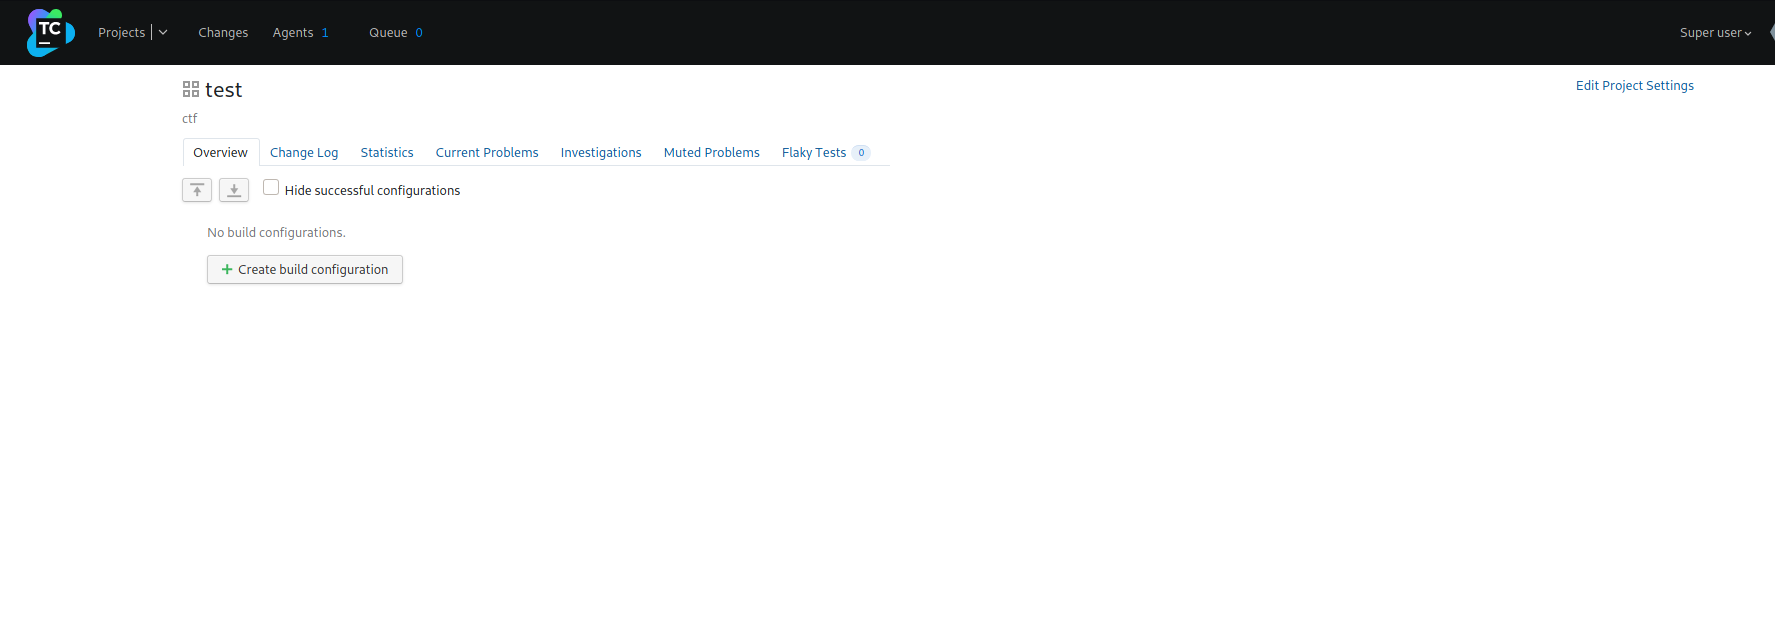 TC Projects Changes Agents 1 Queue 0 Super user
test
Edit Project Settings
ctf
Overview Change Log Statistics Current Problems Investigations Muted Problems Flaky Tests 0
Hide successful configurations
No build configurations.
+ Create build configuration